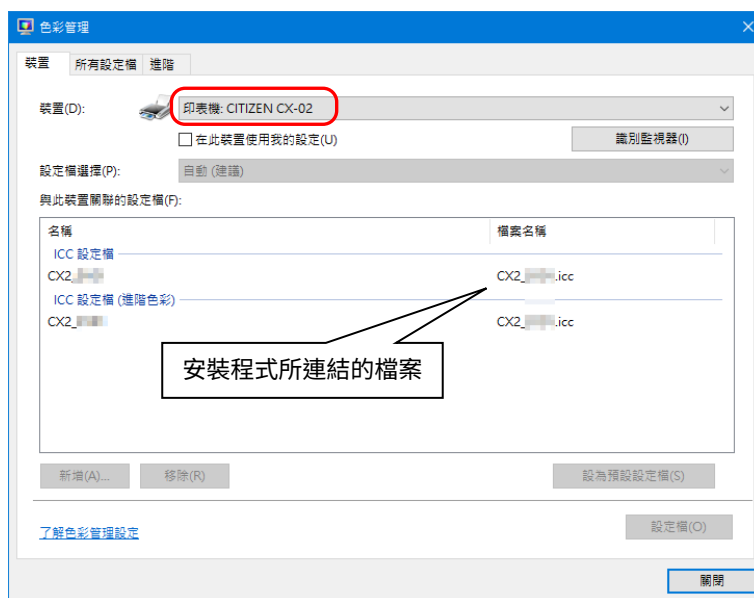 色彩管理
裝置 所有設定檔 進階
裝置(D): 印表機: CITIZEN CX-02
在此裝置使用我的設定(U) 識別監視器(I)
設定檔選擇(P): 自動 (建議)
與此裝置關聯的設定檔(F):
名稱 檔案名稱
ICC 設定檔
CX2_ CX2_ .icc
ICC 設定檔 (進階色彩)
CX2_ CX2_ .icc
安裝程式所連結的檔案
新增(A)... 移除(R) 設為預設設定檔(S)
了解色彩管理設定 設定檔(O)
關閉